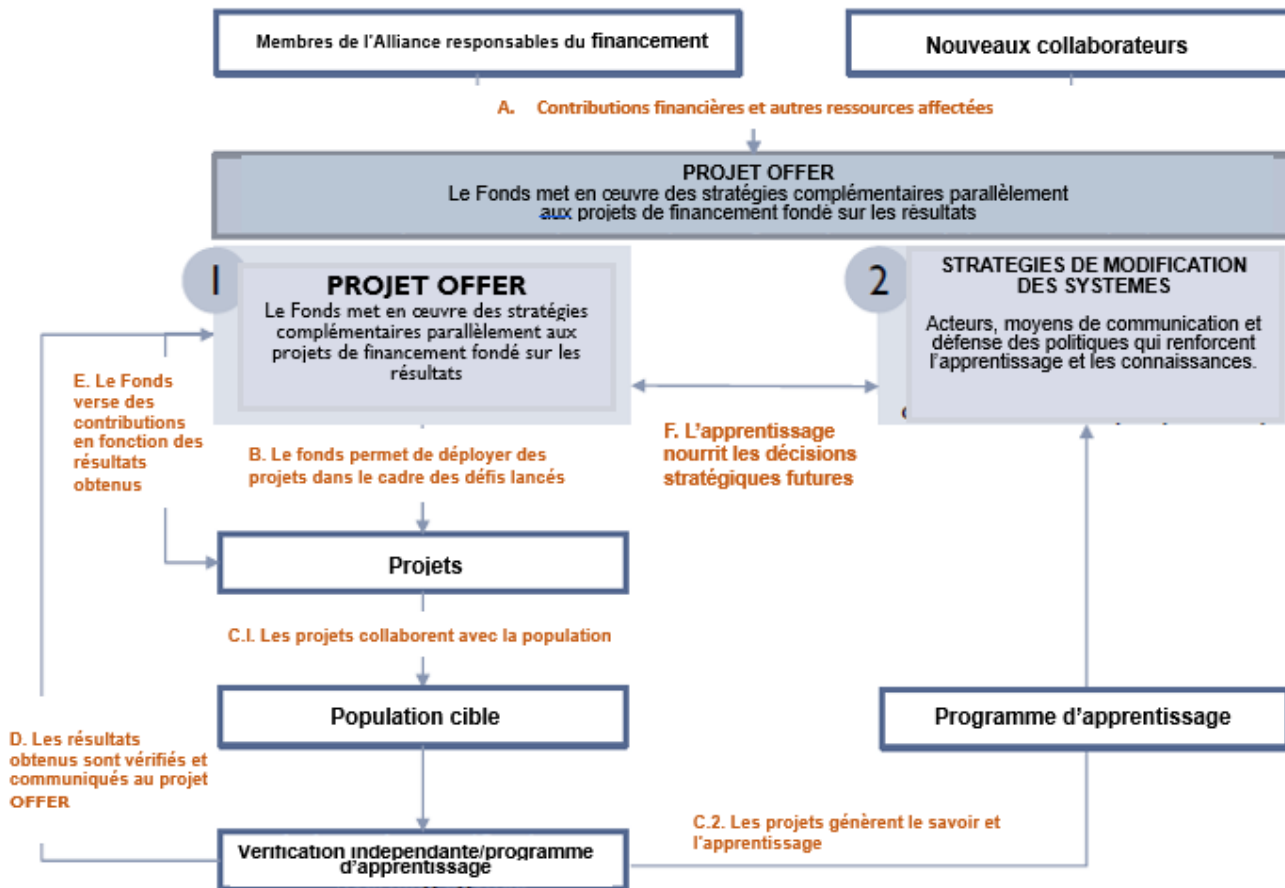 Membres de l'Alliance responsables du financement
Nouveaux collaborateurs
A. Contributions financières et autres ressources affectées
PROJET OFFER
Le Fonds met en œuvre des stratégies complémentaires parallèlement
aux projets de financement fondé sur les résultats
1
PROJET OFFER
Le Fonds met en œuvre des stratégies
complémentaires parallèlement aux
projets de financement fondé sur les
résultats
2
STRATEGIES DE MODIFICATION
DES SYSTEMES
Acteurs, moyens de communication et
défense des politiques qui renforcent
l'apprentissage et les connaissances.
E. Le Fonds
verse des
contributions
en fonction des
résultats
obtenus
B. Le fonds permet de déployer des
projets dans le cadre des défis lancés
F. L'apprentissage
nourrit les décisions
stratégiques futures
Projets
C.I. Les projets collaborent avec la population
Population cible
Programme d'apprentissage
D. Les résultats
obtenus sont vérifiés et
communiqués au projet
OFFER
C.2. Les projets génèrent le savoir et
l'apprentissage
Vérification indépendante/programme
d'apprentissage